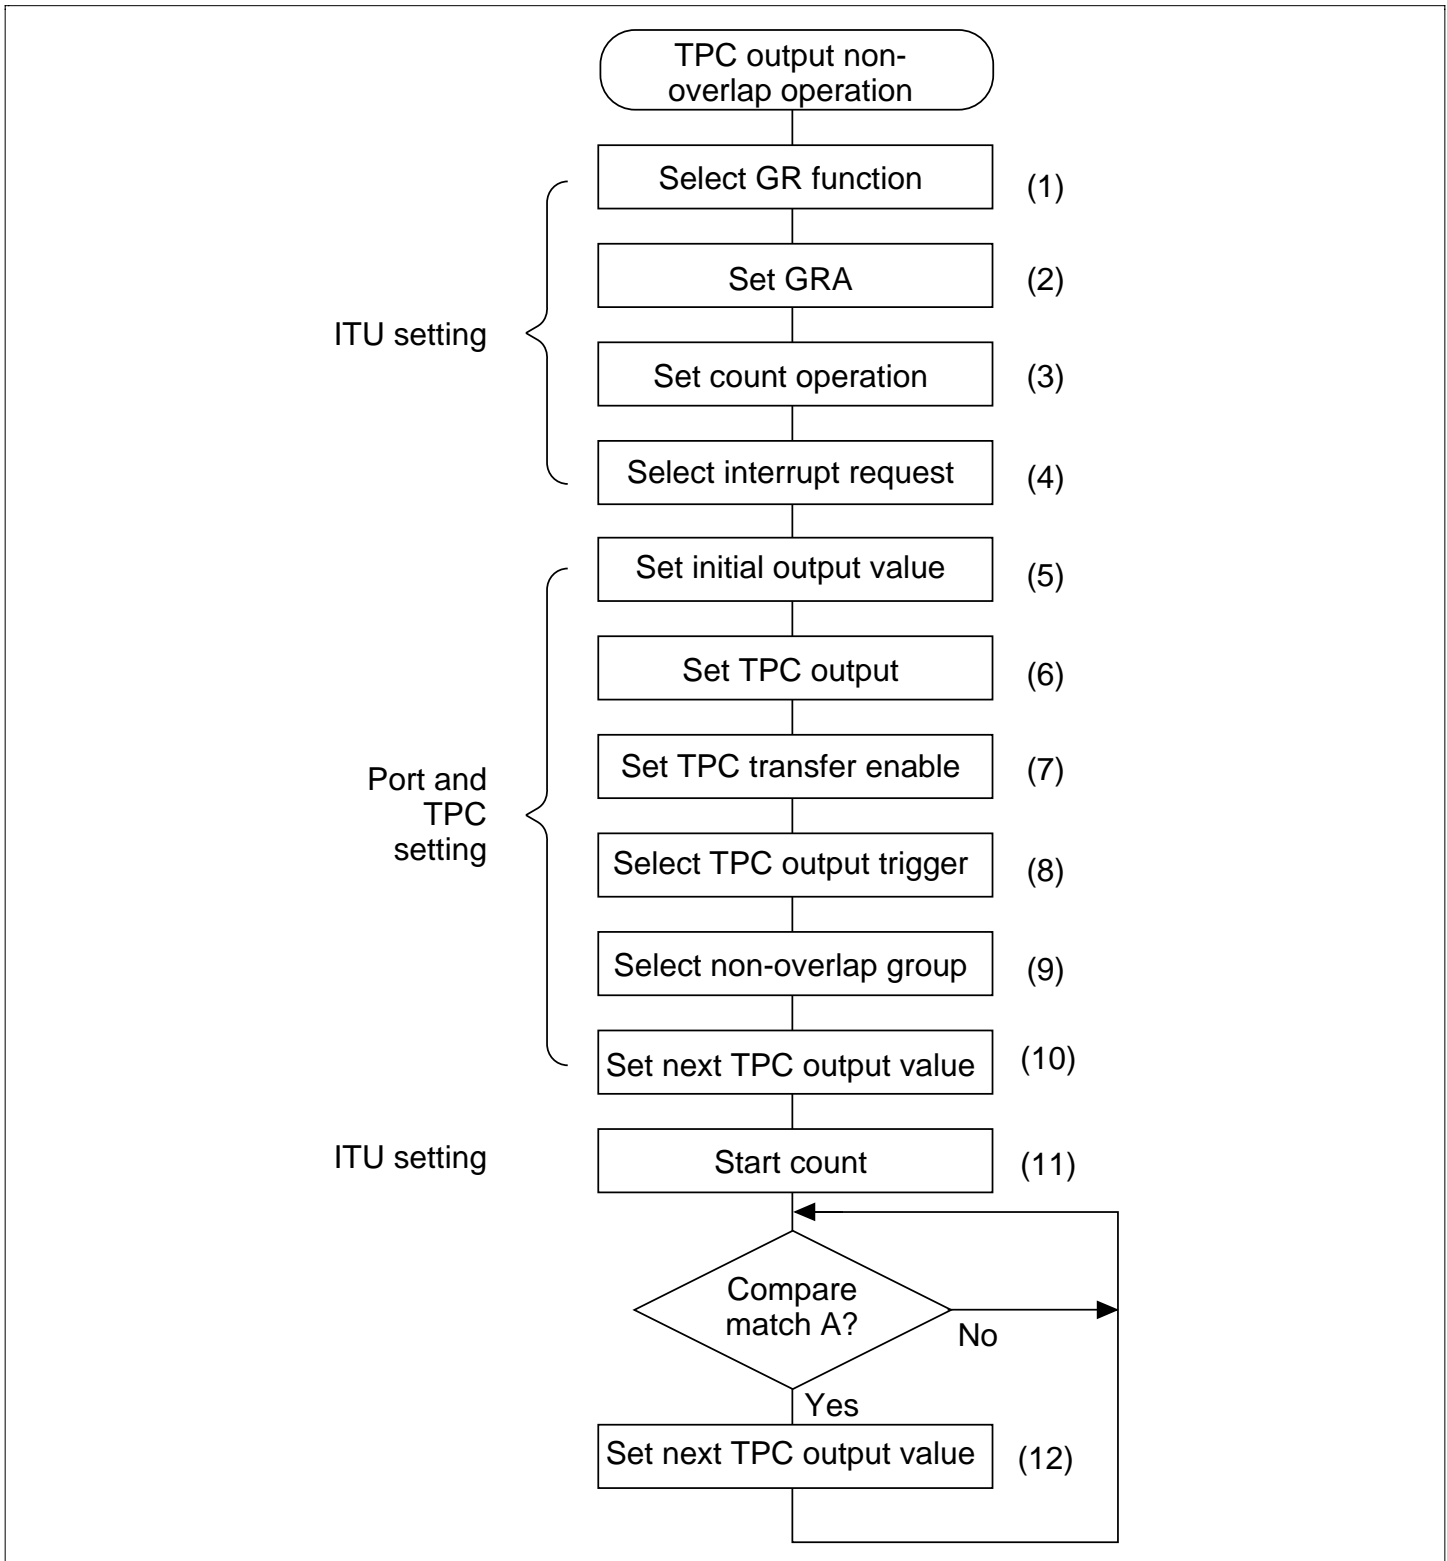 TPC output non-
overlap operation
Select GR function
(1)
Set GRA
(2)
ITU setting
Set count operation
(3)
Select interrupt request
(4)
Set initial output value
(5)
Set TPC output
(6)
Port and
TPC
setting
Set TPC transfer enable
(7)
Select TPC output trigger
(8)
Select non-overlap group
(9)
Set next TPC output value
(10)
ITU setting
Start count
(11)
Compare
match A?
No
Yes
Set next TPC output value
(12)